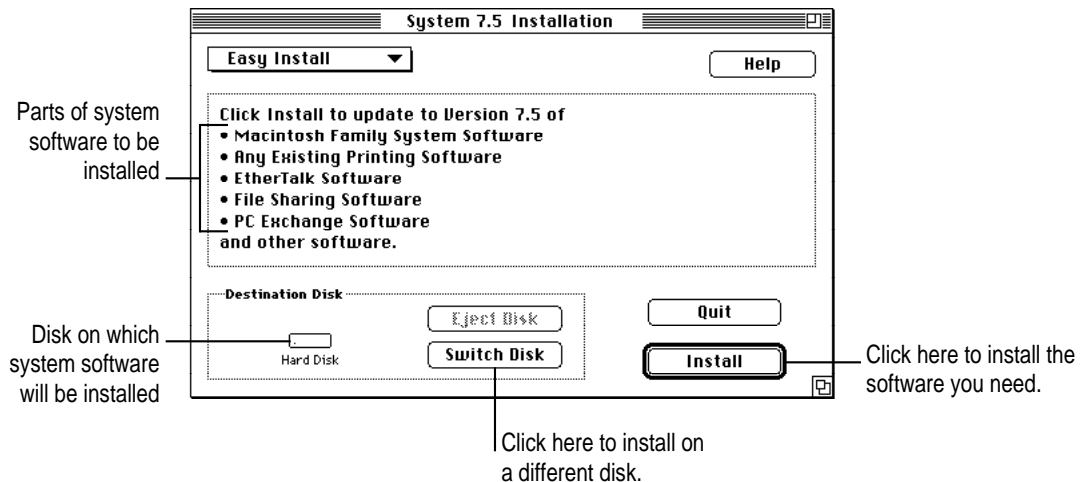 System 7.5 Installation
Easy Install
Help
Parts of system
software to be
installed
Click Install to update to Version 7.5 of
• Macintosh Family System Software
• Any Existing Printing Software
• EtherTalk Software
• File Sharing Software
• PC Exchange Software
and other software.
Destination Disk
Eject Disk
Quit
Disk on which
system software
will be installed
Hard Disk
Switch Disk
Install
Click here to install the
software you need.
Click here to install on
a different disk.